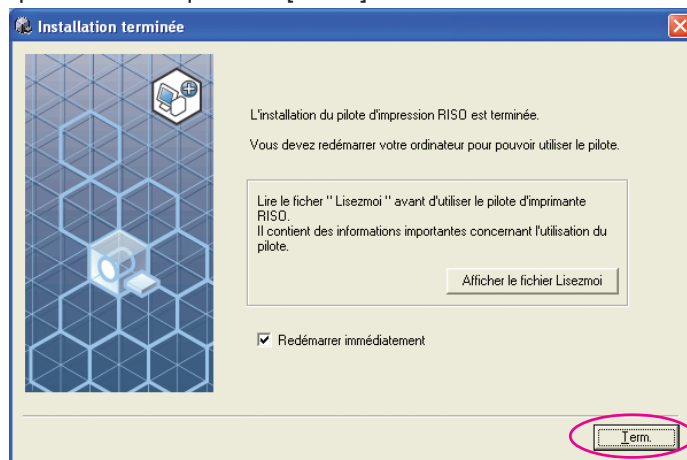 Installation terminée
L'installation du pilote d'impression RISO est terminée.
Vous devez redémarrer votre ordinateur pour pouvoir utiliser le pilote.
Lire le ficher '' Lisezmoi '' avant d'utiliser le pilote d'imprimante
RISO.
Il contient des informations importantes concernant l'utilisation du
pilote.
Afficher le fichier Lisezmoi
Redémarrer immédiatement
Term.